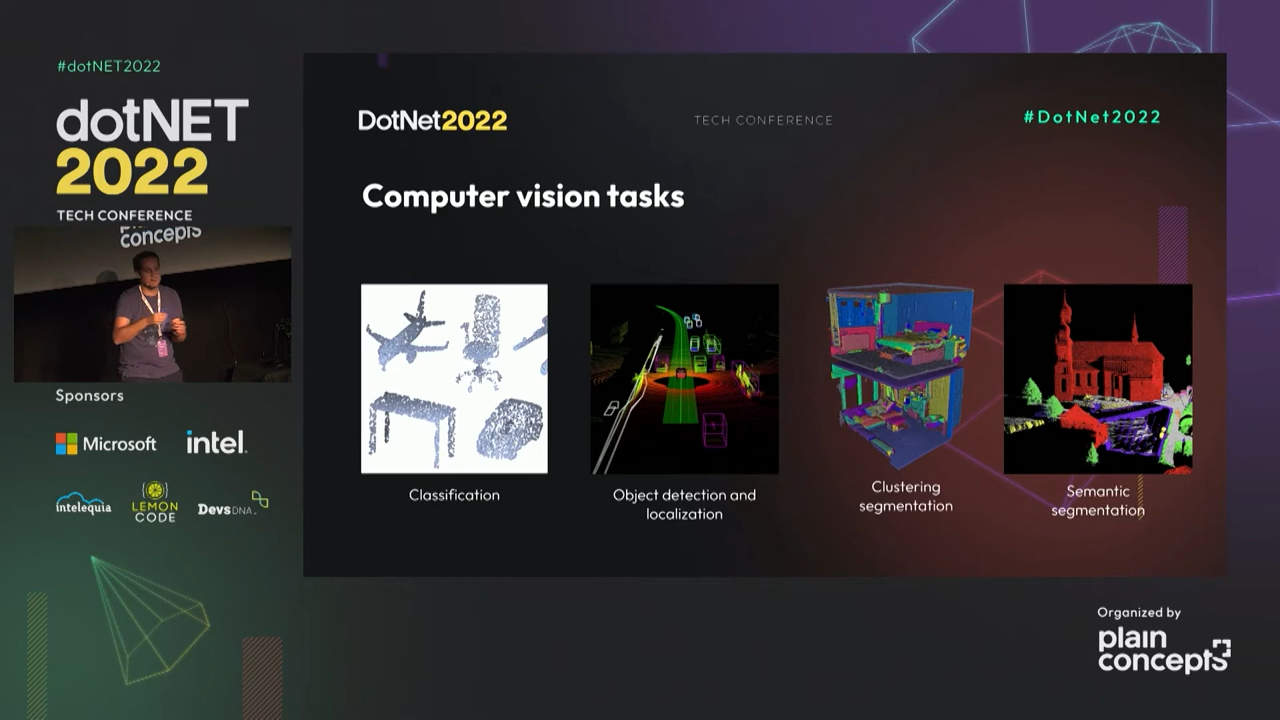 #dotNET2022
dotNET
2022
TECH CONFERENCE
concepts
Sponsors
Microsoft
intel.
intelequia
LEMON
CODE
DevsDNA
DotNet2022
TECH CONFERENCE
#DotNet2022
Computer vision tasks
Classification
Object detection and
localization
Clustering
segmentation
Semantic
segmentation
Organized by
plain
concepts